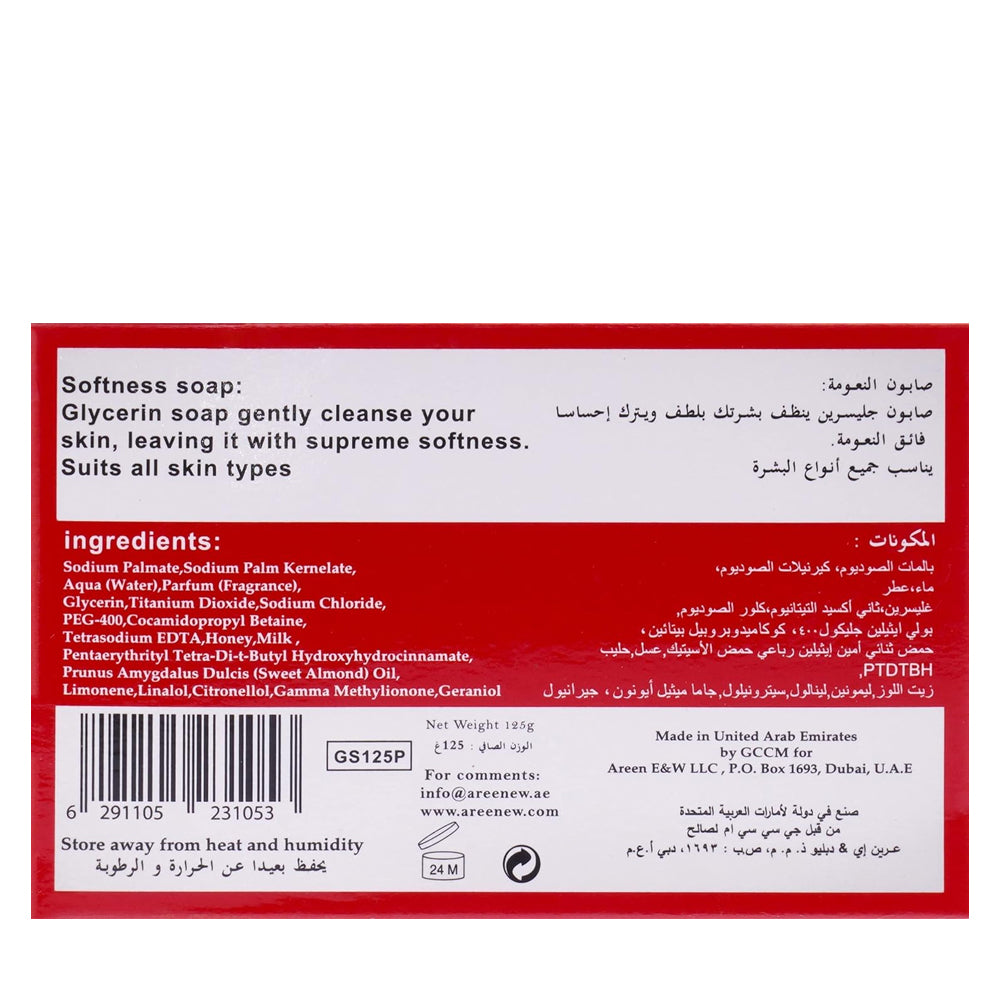 Softness soap:
Glycerin soap gently cleanse your
skin, leaving it with supreme softness.
Suits all skin types
صابون النعومة:
صابون جليسرين ينظف بشرتك بلطف ويترك إحساسا
فائق النعومة.
يناسب جميع أنواع البشرة
ingredients:
Sodium Palmate,Sodium Palm Kernelate,
Aqua (Water),Parfum (Fragrance),
Glycerin,Titanium Dioxide,Sodium Chloride,
PEG-400,Cocamidopropyl Betaine,
Tetrasodium EDTA,Honey,Milk ,
Pentaerythrityl Tetra-Di-t-Butyl Hydroxyhydrocinnamate,
Prunus Amygdalus Dulcis (Sweet Almond) Oil,
Limonene,Linalol,Citronellol,Gamma Methylionone,Geraniol
المكونات :
بالمات الصوديوم، كيرنيلات الصوديوم،
ماء،عطر
غليسرين،ثاني أكسيد التيتانيوم،كلور الصوديوم,
بولي ايثيلين جليكول٤٠٠، كوكاميدوبروبيل بيتائين،
حمض ثنائي أمين إيثيلين رباعي حمض الأسيتيك,عسل,حليب
PTDTBH,
زيت اللوز,ليمونين,لينالول,سيترونيلول,جاما ميثيل أيونون ، جيرانيول
6 291105 231053
Store away from heat and humidity
يحفظ بعيدا عن الحرارة و الرطوبة
GS125P
Net Weight 125g
الوزن الصافي : 125غ
For comments:
info@areenew.ae
www.areenew.com
24 M
Made in United Arab Emirates
by GCCM for
Areen E&W LLC , P.O. Box 1693, Dubai, U.A.E
صنع في دولة لأمارات العربية المتحدة
من قبل جي سي سي ام لصالح
عرين إي & دبليو ذ. م. م، ص.ب : ١٦٩٣، دبي أ.ع.م